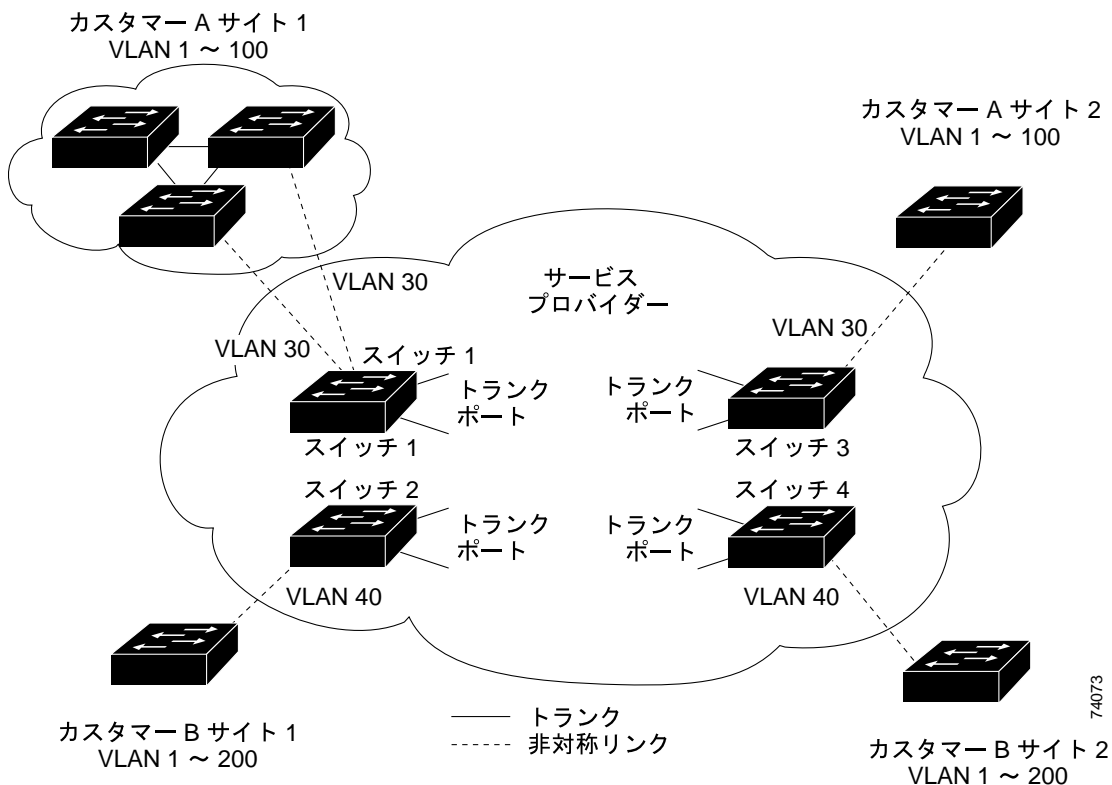 カスタマー A サイト 1
VLAN 1 ～ 100
カスタマー A サイト 2
VLAN 1 ～ 100
VLAN 30
サービス
プロバイダー
VLAN 30
VLAN 30
スイッチ 1
トランク
ポート
トランク
ポート
スイッチ 1
スイッチ 3
スイッチ 2
スイッチ 4
トランク
ポート
トランク
ポート
VLAN 40
VLAN 40
カスタマー B サイト 1
VLAN 1 ～ 200
トランク
非対称リンク
カスタマー B サイト 2
VLAN 1 ～ 200
74073